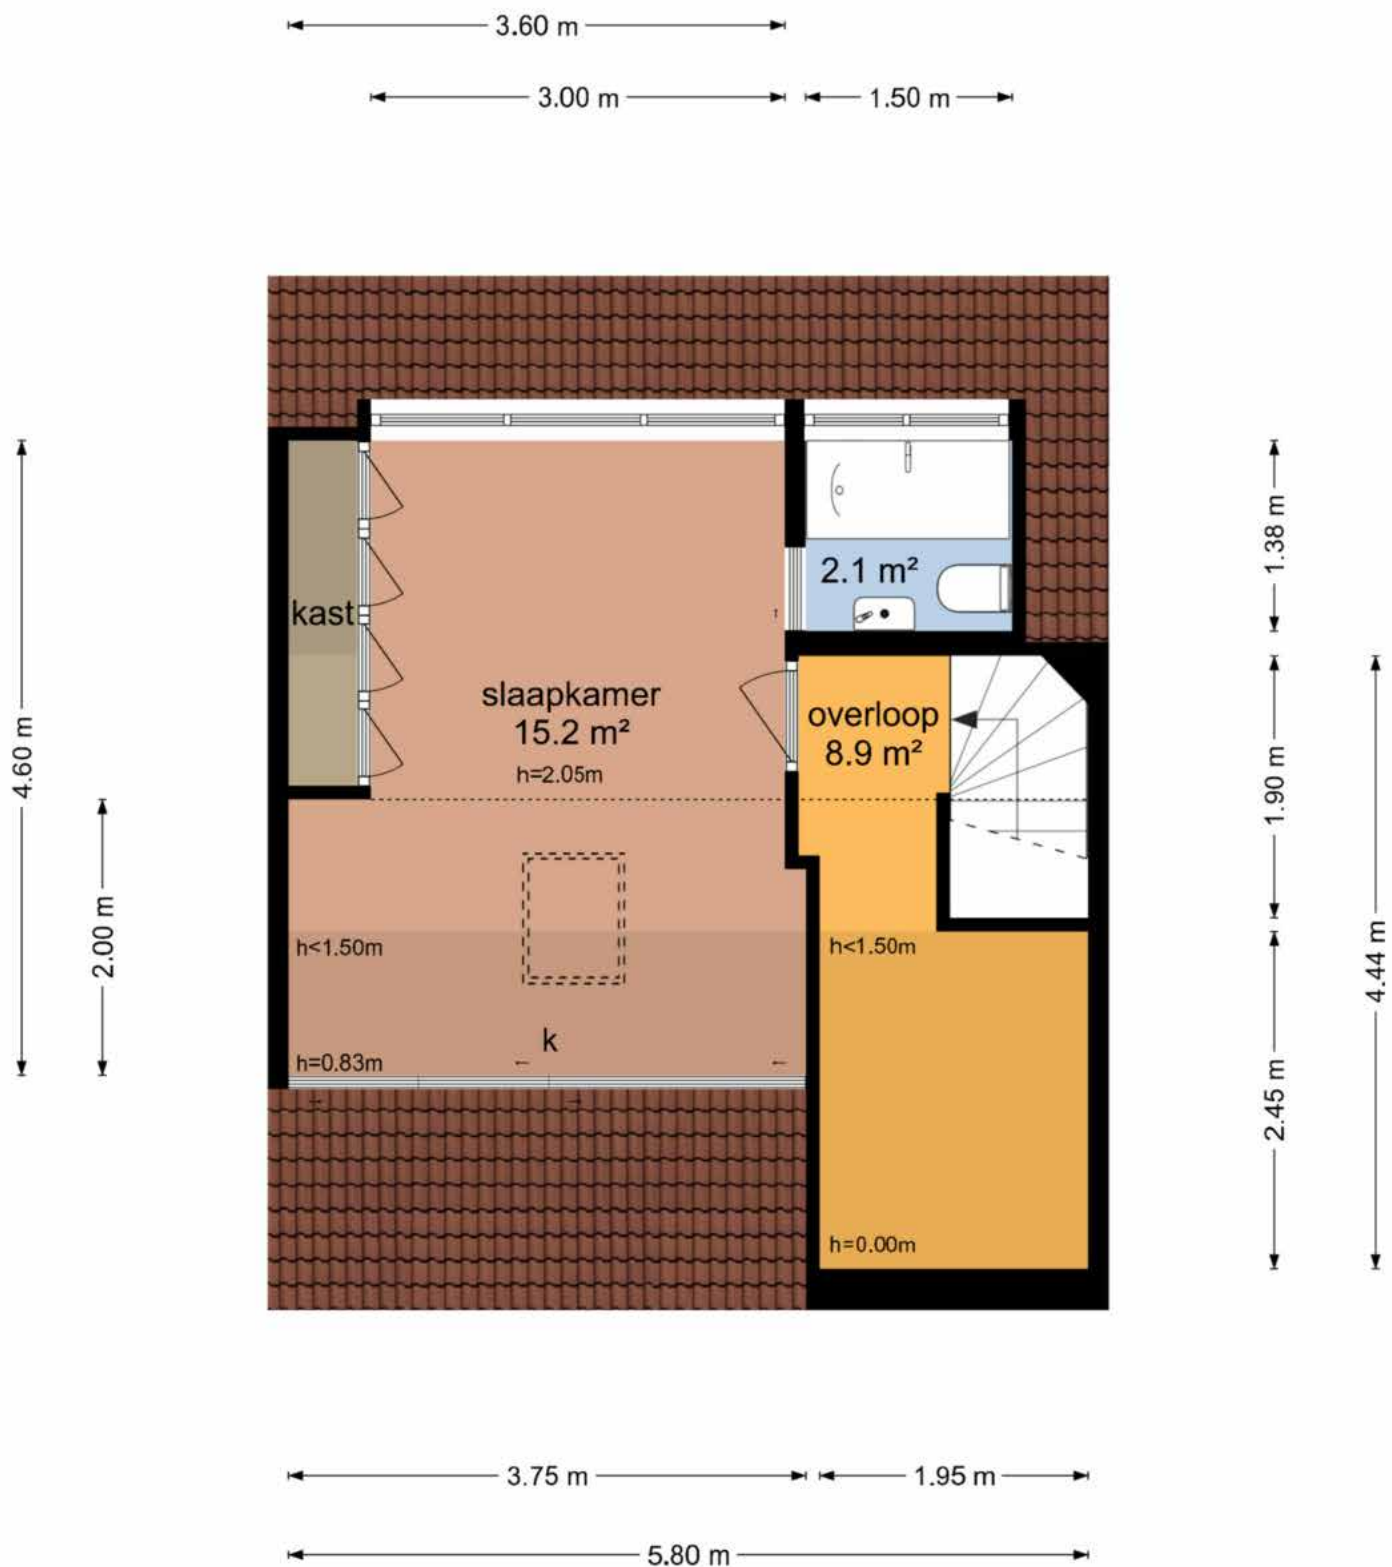 3.60 m
3.00 m
1.50 m
2.1 m²
1.38 m
kast
slaapkamer
15.2 m²
h=2.05m
overloop
8.9 m²
4.60 m
1.90 m
2.00 m
h<1.50m
h<1.50m
4.44 m
k
h=0.83m
2.45 m
h=0.00m
3.75 m
1.95 m
5.80 m